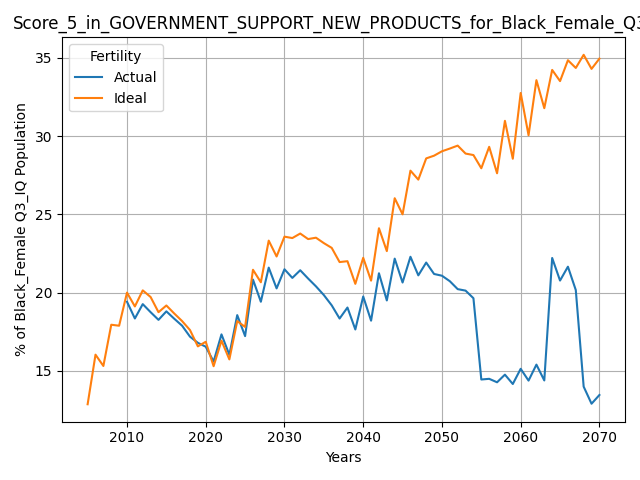 Score_5_in_GOVERNMENT_SUPPORT_NEW_PRODUCTS_for_Black_Female_Q3
Fertility
Actual
Ideal
% of Black_Female Q3_IQ Population
35
30
25
20
15
2010 2020 2030 2040 2050 2060 2070
Years